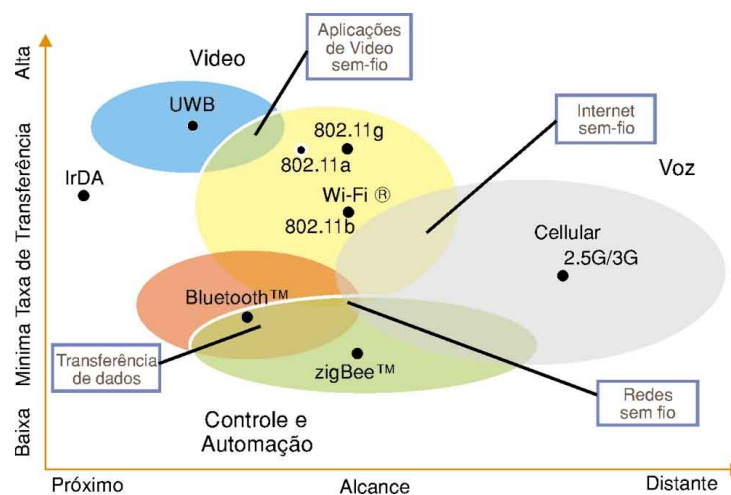 Alta
Mínima Taxa de Transferência
Baixa
Video
Aplicações
de Video
sem-fio
UWB
802.11g
802.11a
Internet
sem-fio
Voz
IrDA
Wi-Fi ®
802.11b
Cellular
2.5G/3G
Bluetooth™
Transferência
de dados
zigBee™
Redes
sem fio
Controle e
Automação
Próximo
Alcance
Distante